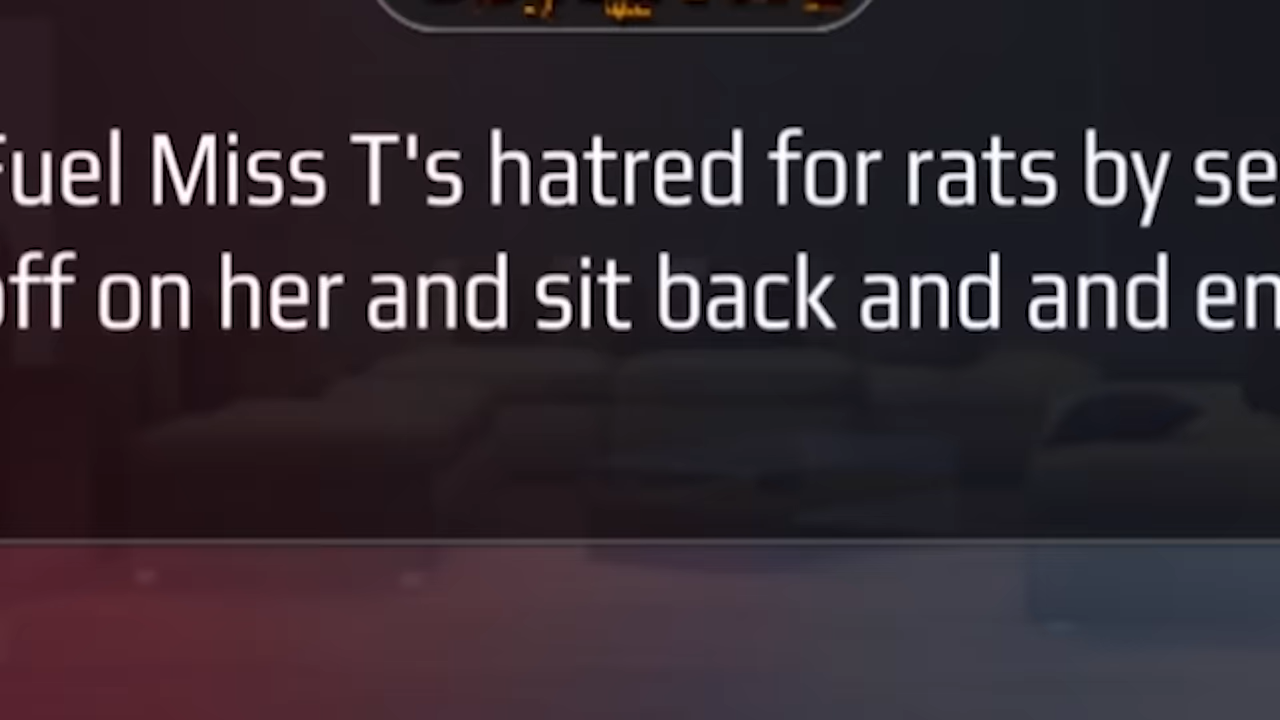 Fuel Miss T's hatred for rats by se
off on her and sit back and and en